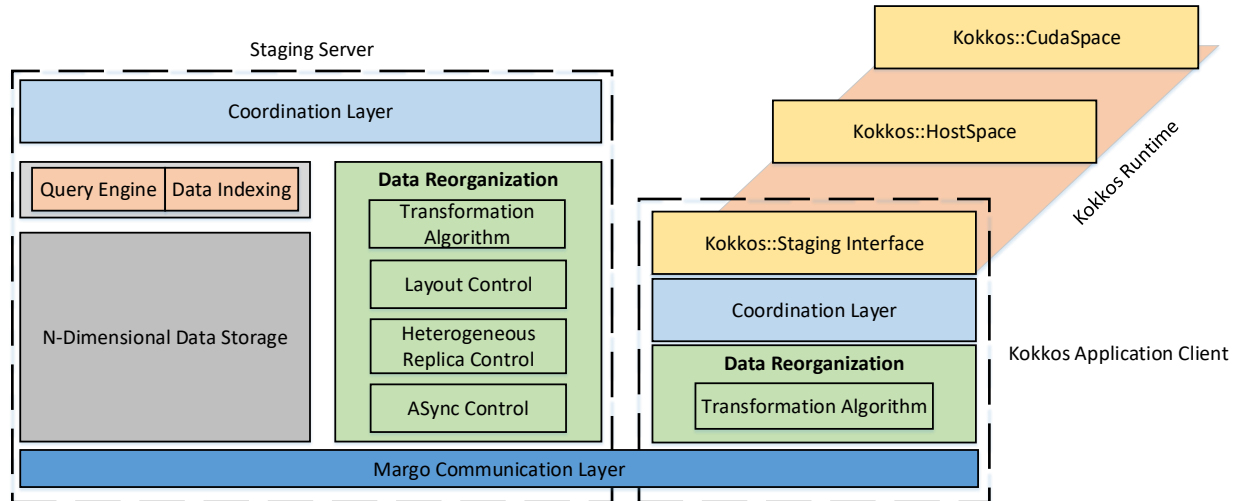 Staging Server
Coordination Layer
Query Engine
Data Indexing
N-Dimensional Data Storage
Data Reorganization
Transformation
Algorithm
Layout Control
Heterogeneous
Replica Control
ASync Control
Kokkos::CudaSpace
Kokkos::HostSpace
Kokkos Runtime
Kokkos::Staging Interface
Coordination Layer
Data Reorganization
Transformation Algorithm
Kokkos Application Client
Margo Communication Layer